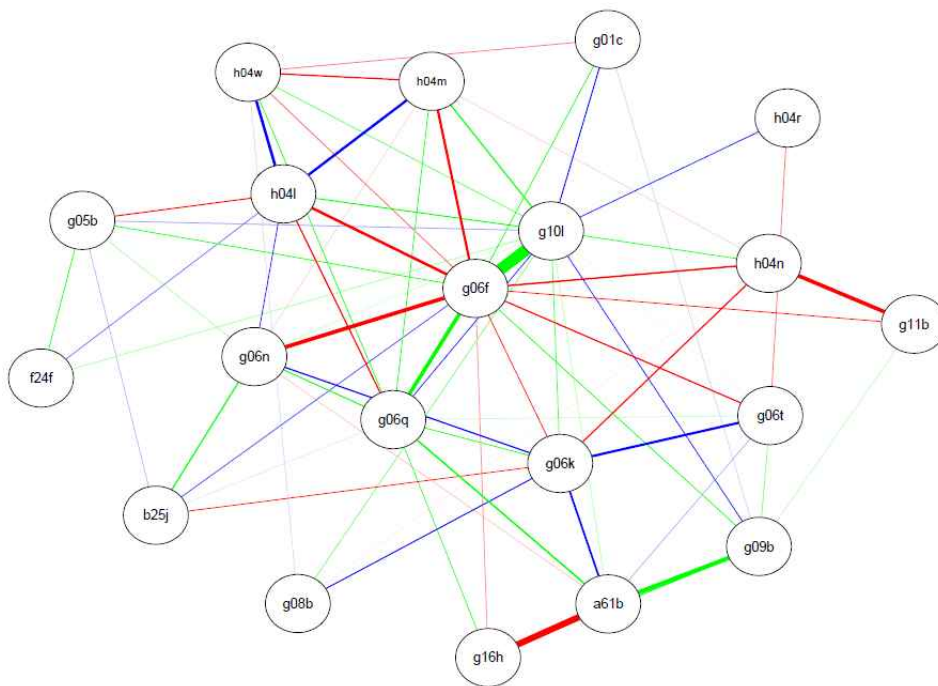 g01c
h04w
h04m
h04r
h04l
g05b
g10l
h04n
g06f
g11b
g06n
f24f
g06q
g06t
g06k
b25j
g09b
g08b
a61b
g16h